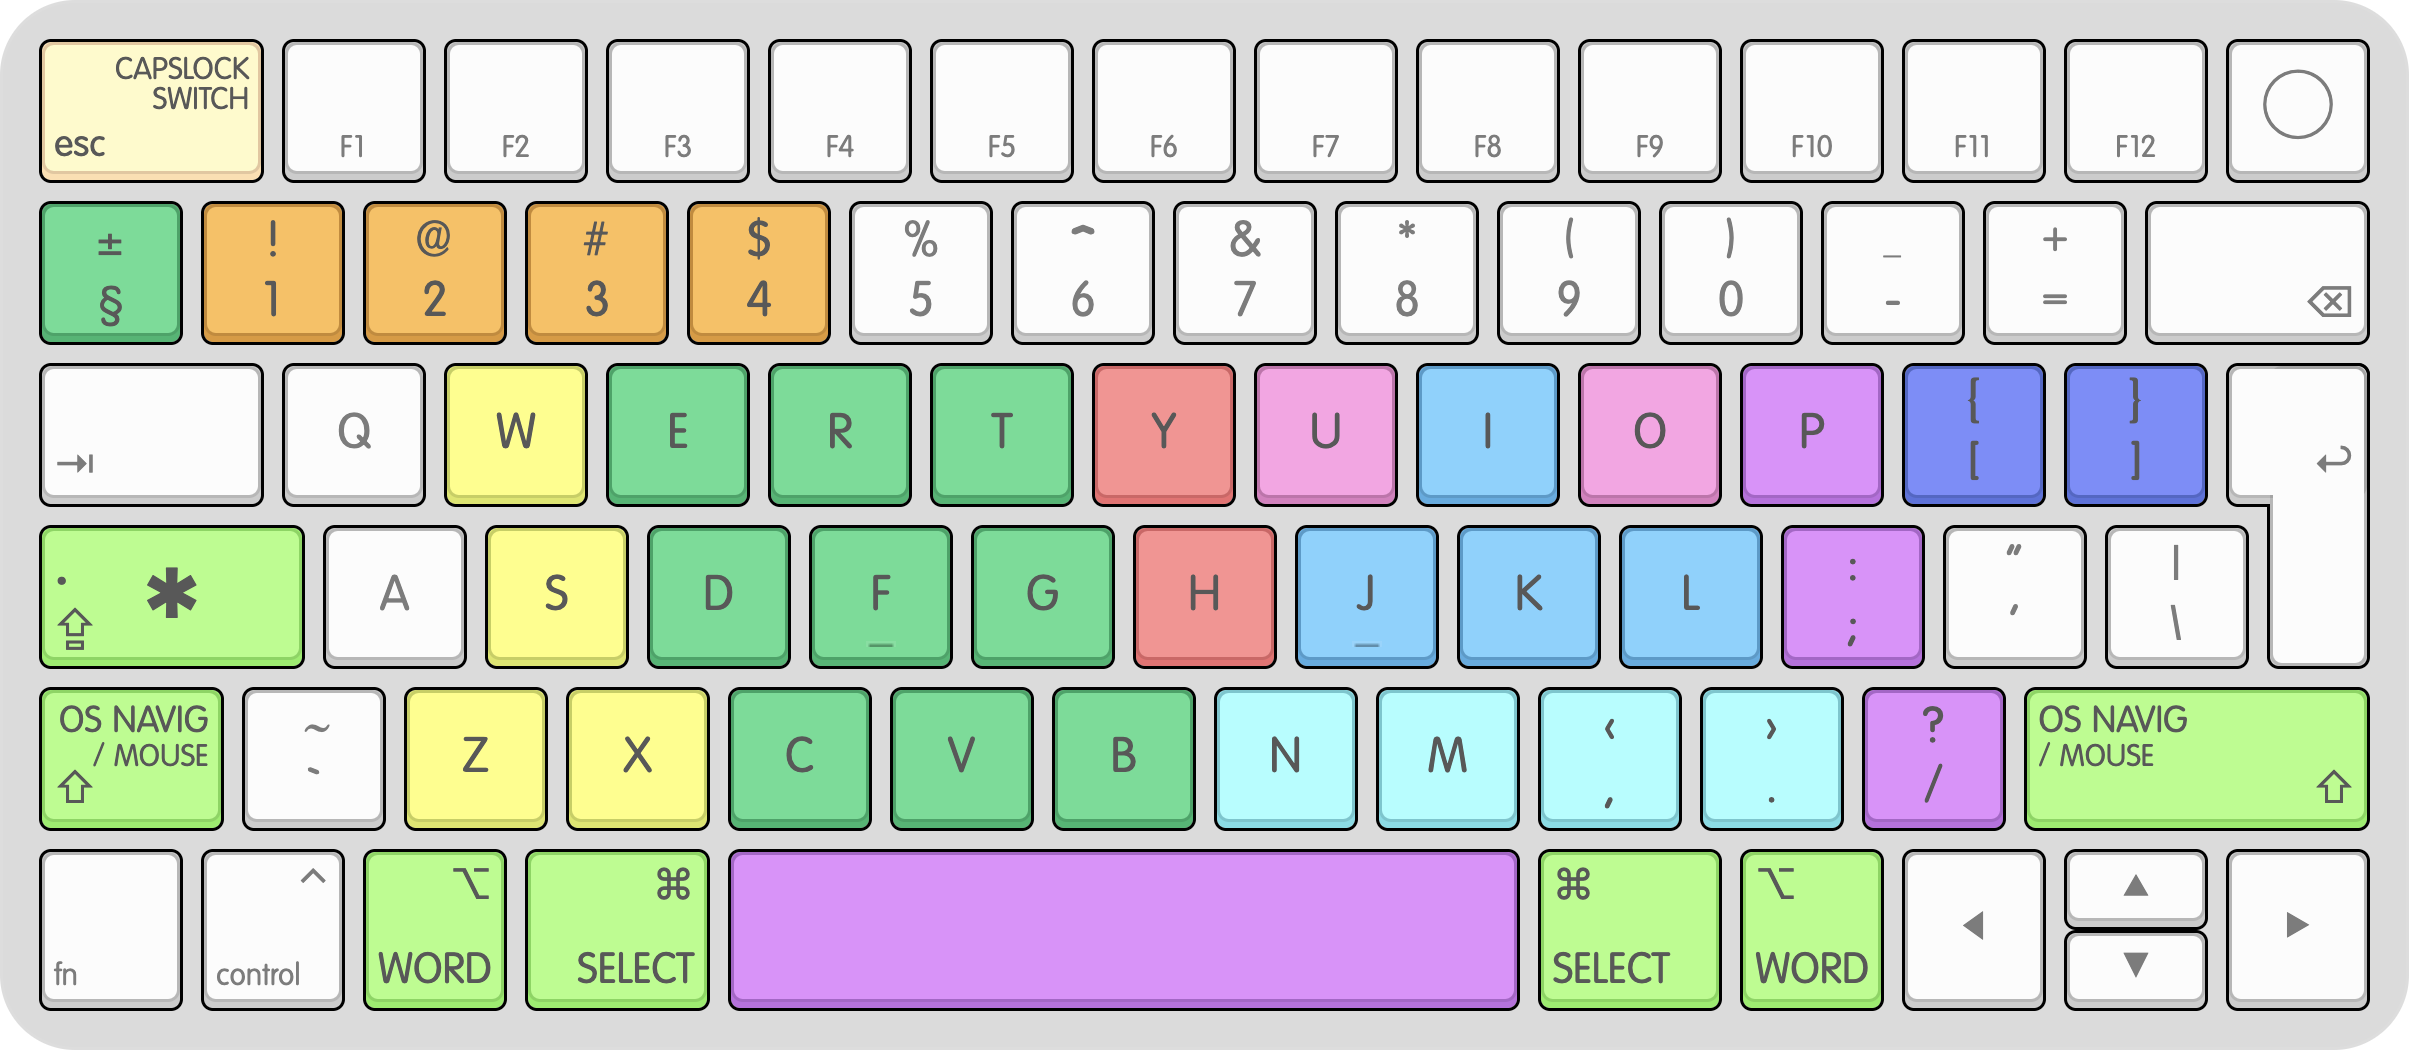 CAPSLOCK
SWITCH
esc
F1 F2 F3 F4 F5 F6 F7 F8 F9 F10 F11 F12
± ! @ # $ % ^ & * ( ) _ +
§ 1 2 3 4 5 6 7 8 9 0 - =
⌫
⇥ Q W E R T Y U I O P { }
[ ]
↩
• ✱ A S D F G H J K L : " |
⇪ _ _ ; ' \
OS NAVIG
/ MOUSE
⇧
~
`
Z X C V B N M < > ?
, . /
OS NAVIG
/ MOUSE
⇧
fn
^
control
⌥
WORD
⌘
SELECT
⌘
SELECT
⌥
WORD
◀ ▲ ▼ ▶